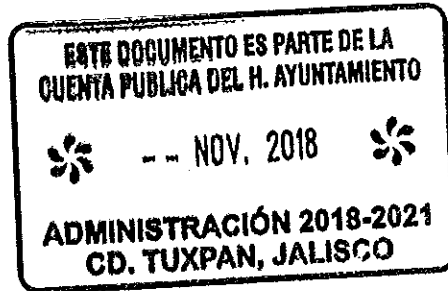 ESTE DOCUMENTO ES PARTE DE LA
CUENTA PUBLICA DEL H. AYUNTAMIENTO
-- NOV. 2018
ADMINISTRACIÓN 2018-2021
CD. TUXPAN, JALISCO